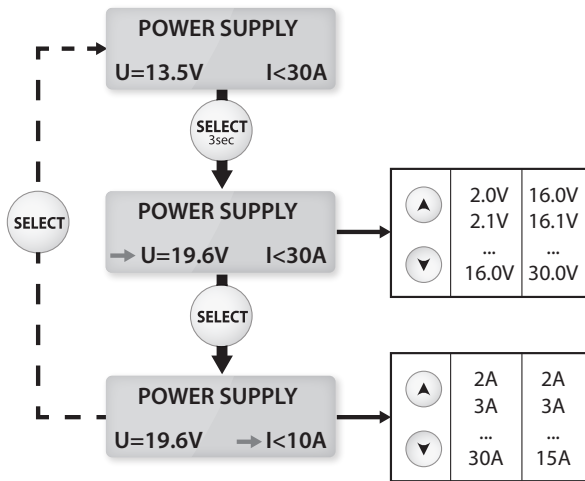 POWER SUPPLY
U=13.5V I<30A
SELECT
3sec
SELECT
POWER SUPPLY
U=19.6V I<30A
2.0V 16.0V
2.1V 16.1V
... ...
16.0V 30.0V
SELECT
POWER SUPPLY
U=19.6V I<10A
2A 2A
3A 3A
... ...
30A 15A